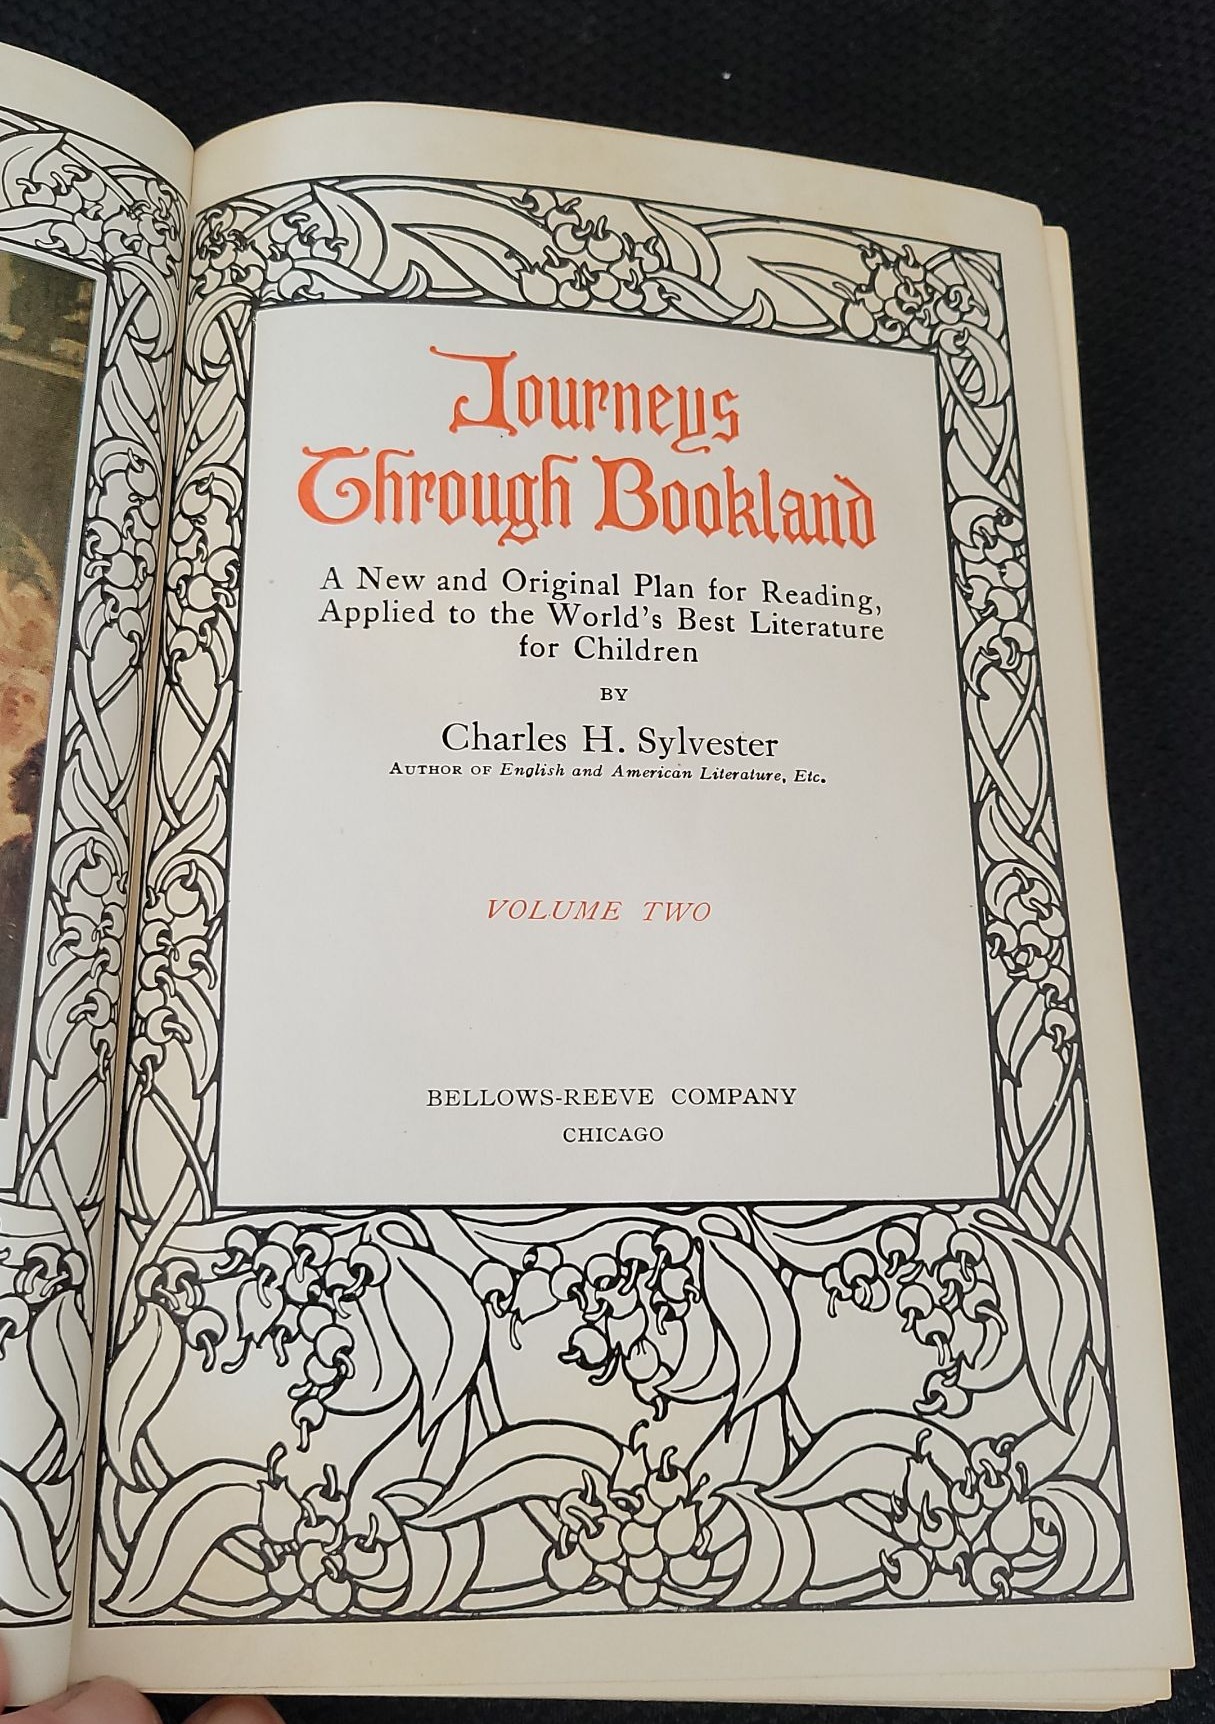 Journeys
Through Bookland
A New and Original Plan for Reading,
Applied to the World's Best Literature
for Children
BY
Charles H. Sylvester
AUTHOR OF English and American Literature, Etc.
VOLUME TWO
BELLOWS-REEVE COMPANY
CHICAGO